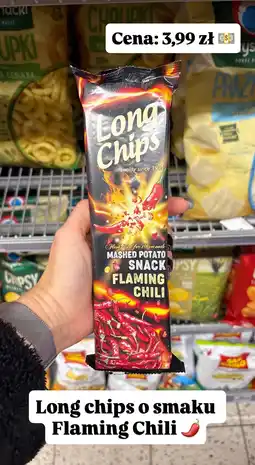 Cena: 3,99 zł 💵
Long
Chips
MASHED POTATO
SNACK
FLAMING
CHILI
Long chips o smaku
Flaming Chili 🌶️